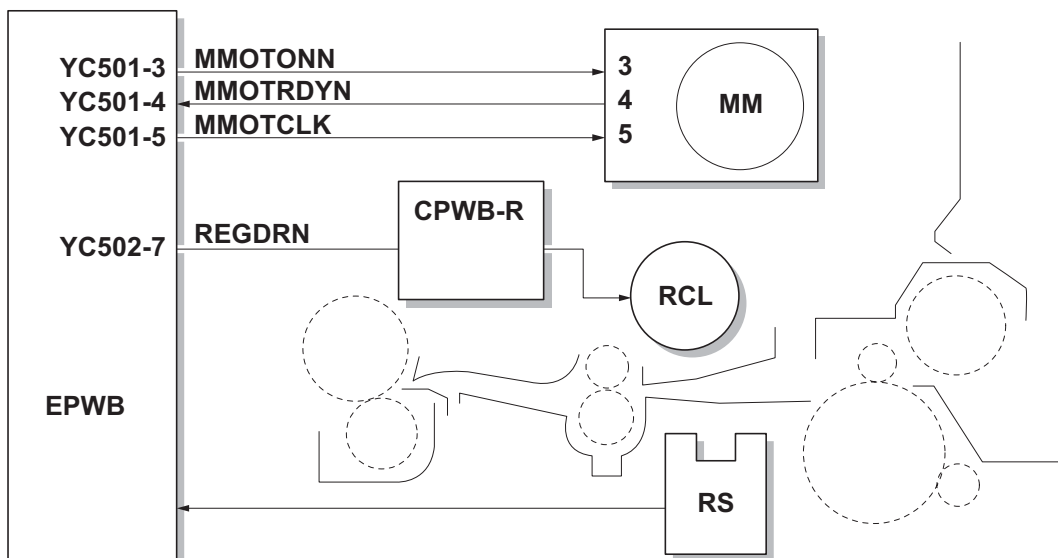 YC501-3 MMOTONN 3
YC501-4 MMOTRDYN 4 MM
YC501-5 MMOTCLK 5
CPWB-R
YC502-7 REGDRN
RCL
EPWB
RS